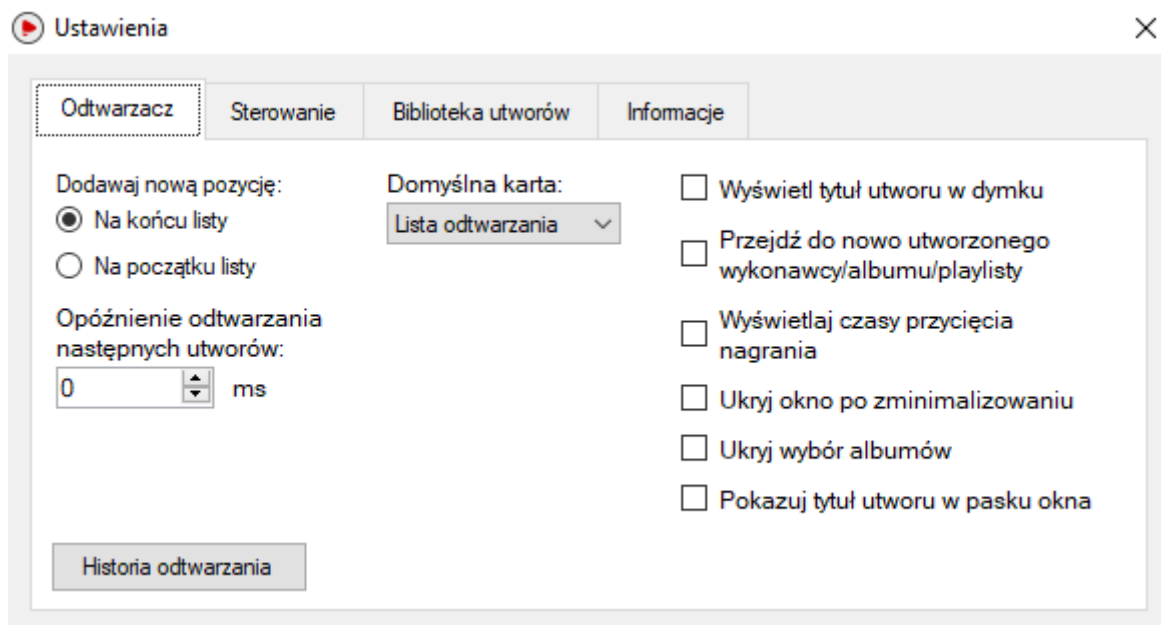 Ustawienia
Odtwarzacz
Sterowanie
Biblioteka utworów
Informacje
Dodawaj nową pozycję:
Na końcu listy
Na początku listy
Opóźnienie odtwarzania
następnych utworów:
0
ms
Domyślna karta:
Lista odtwarzania
Wyświetl tytuł utworu w dymku
Przejdź do nowo utworzonego
wykonawcy/albumu/playlisty
Wyświetlaj czasy przycięcia
nagrania
Ukryj okno po zminimalizowaniu
Ukryj wybór albumów
Pokazuj tytuł utworu w pasku okna
Historia odtwarzania